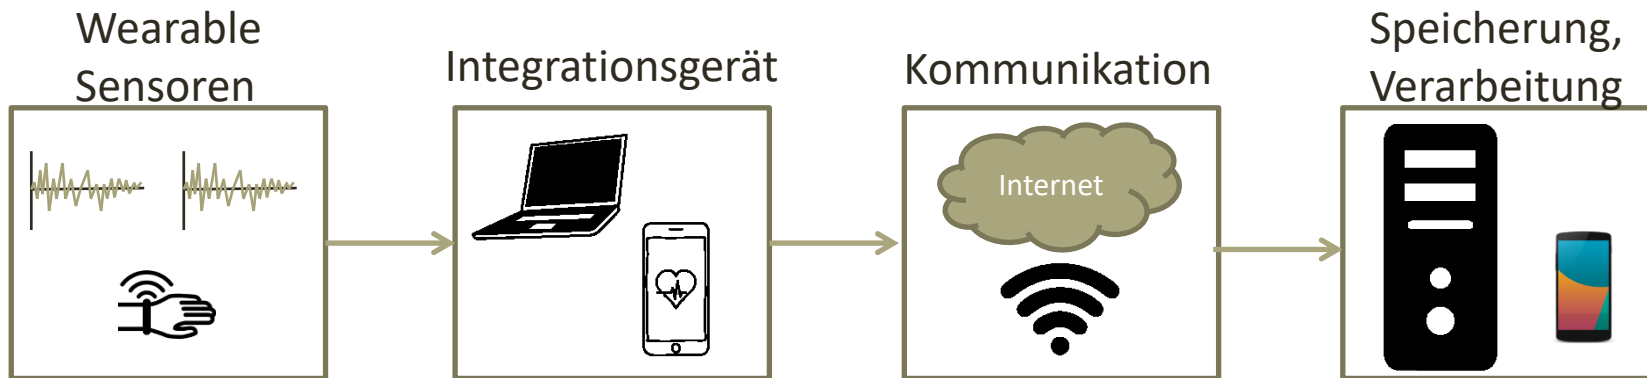 Wearable
Sensoren
Integrationsgerät
Kommunikation
Speicherung,
Verarbeitung
Internet